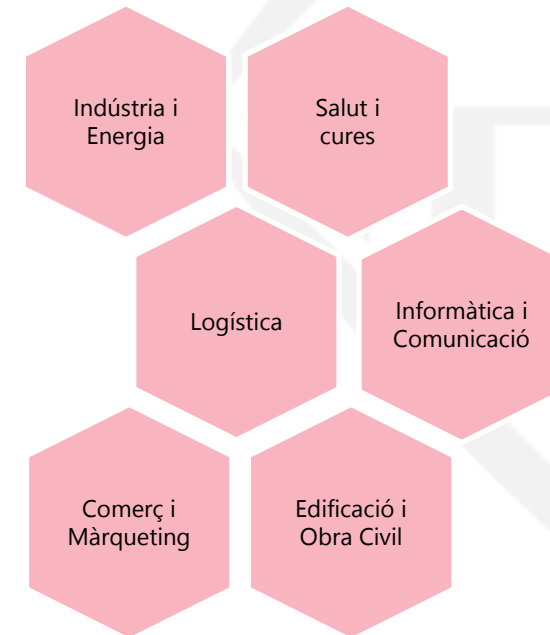 Indústria i
Energia
Salut i
cures
Logística
Informàtica i
Comunicació
Comerç i
Màrqueting
Edificació i
Obra Civil